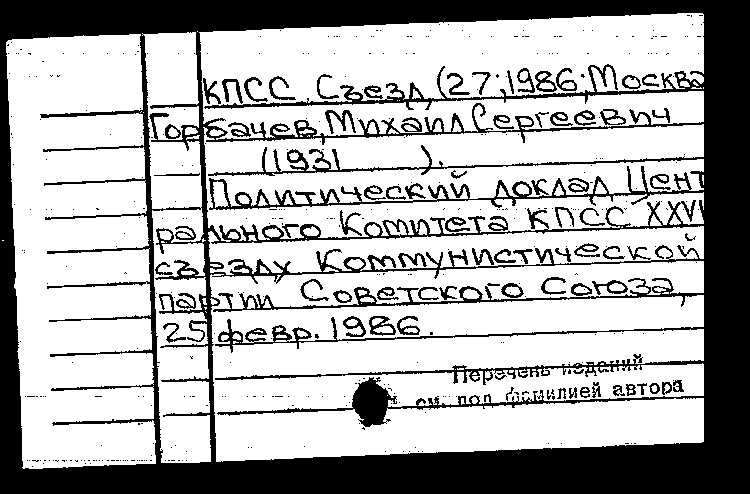 КПСС. Съезд (27; 1986; Москва
Горбачев, Михаил Сергеевич
(1931 ).
Политический доклад Цент
рального Комитета КПСС XXVI
съезду Коммунистической
партии Советского Союза,
25 февр. 1986.
Перечень изданий
см. под фамилией автора